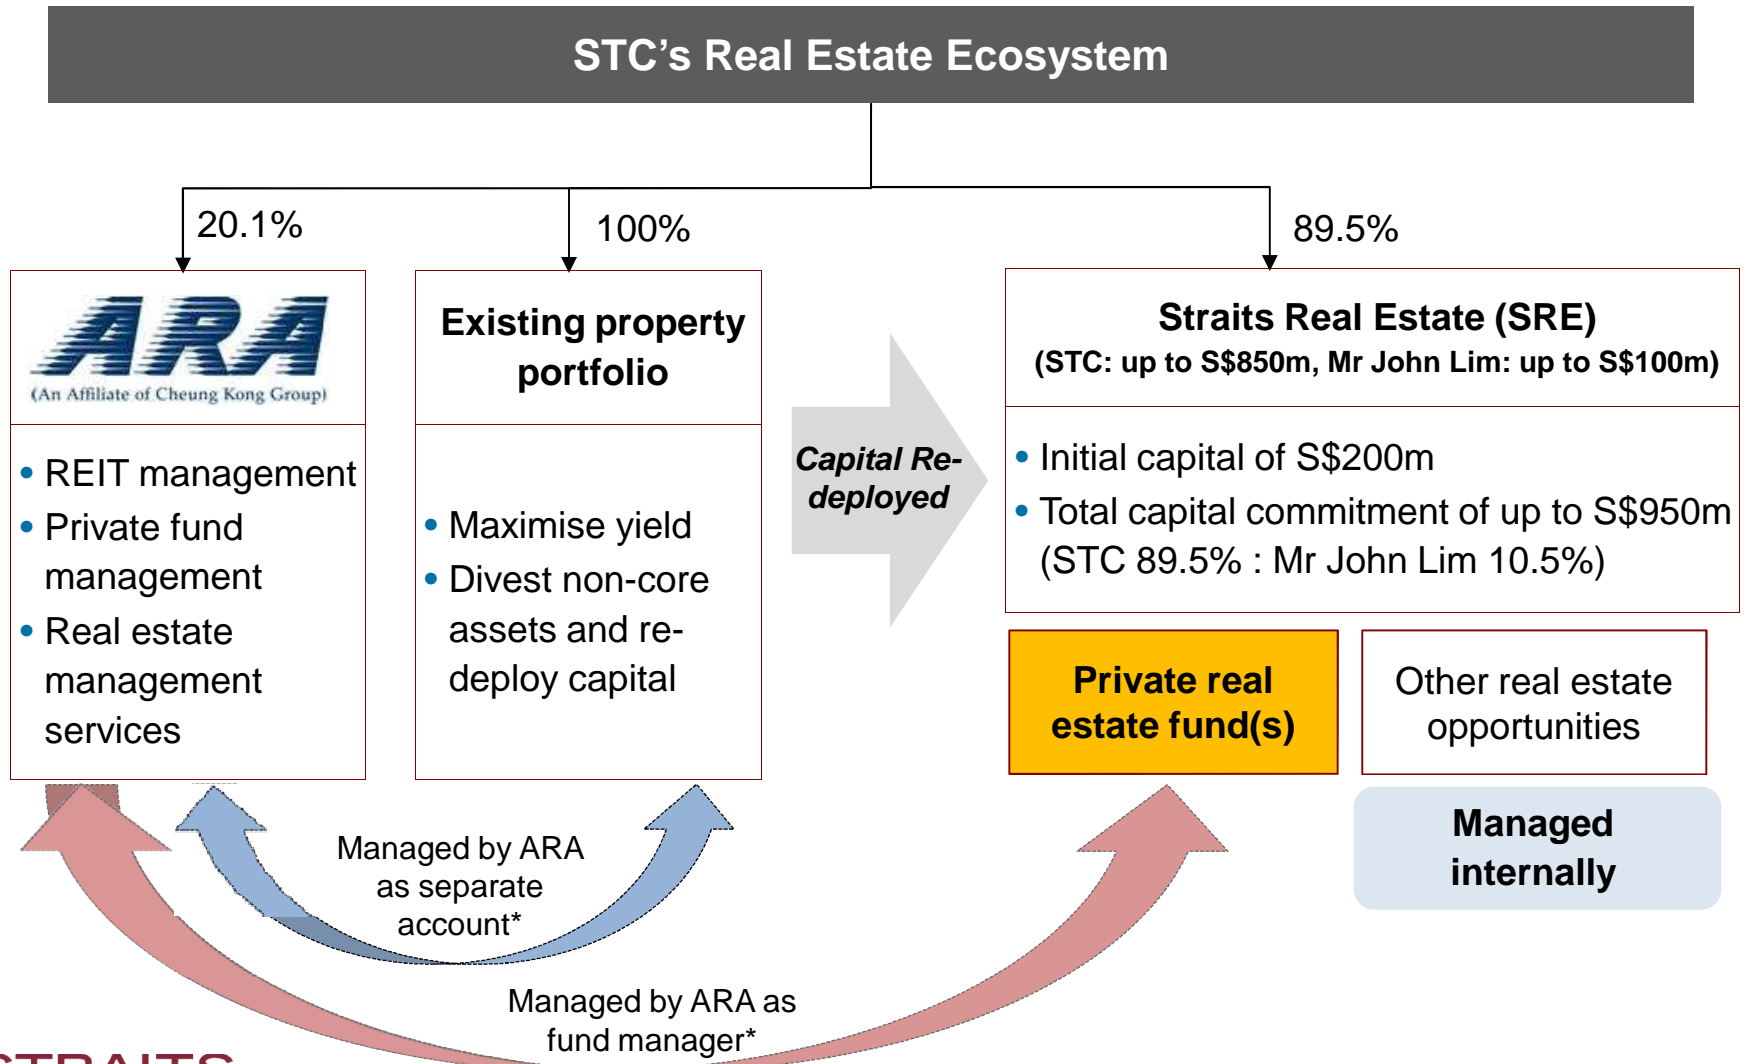 STC’s Real Estate Ecosystem
20.1%
100%
89.5%
ARA
(An Affiliate of Cheung Kong Group)
• REIT management
• Private fund
management
• Real estate
management
services
Existing property
portfolio
• Maximise yield
• Divest non-core
assets and re-
deploy capital
Capital Re-
deployed
Straits Real Estate (SRE)
(STC: up to S$850m, Mr John Lim: up to S$100m)
• Initial capital of S$200m
• Total capital commitment of up to S$950m
(STC 89.5% : Mr John Lim 10.5%)
Private real
estate fund(s)
Other real estate
opportunities
Managed
internally
Managed by ARA
as separate
account*
Managed by ARA as
fund manager*
STRAITS